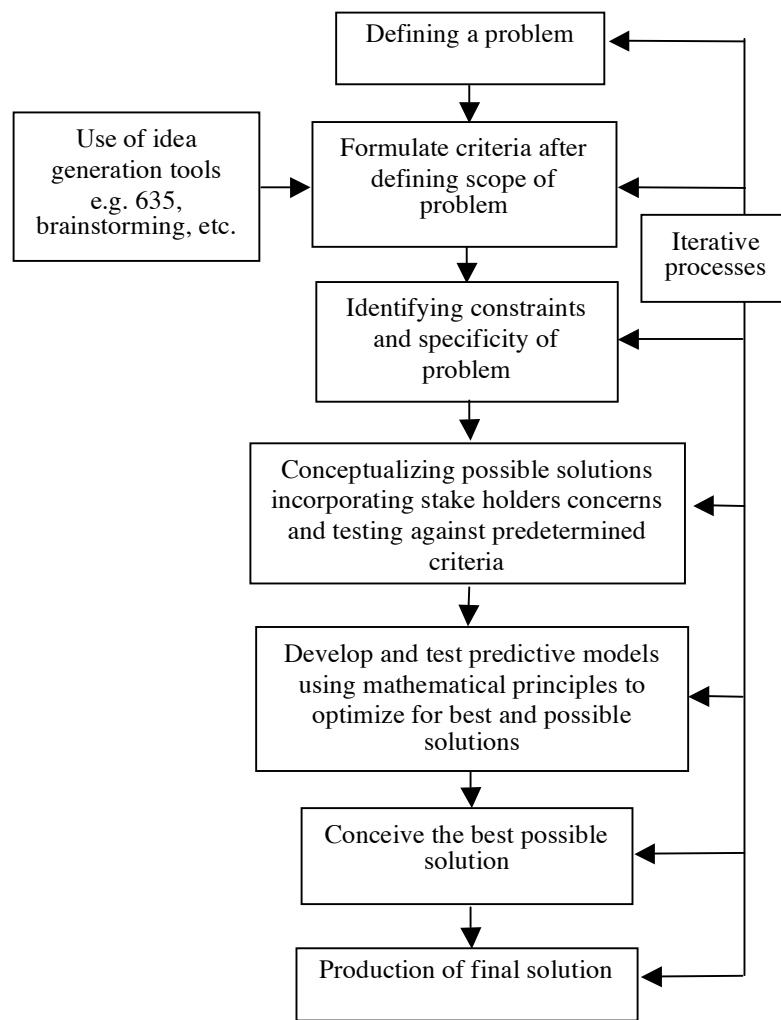 Defining a problem
Use of idea
generation tools
e.g. 635,
brainstorming, etc.
Formulate criteria after
defining scope of
problem
Iterative
processes
Identifying constraints
and specificity of
problem
Conceptualizing possible solutions
incorporating stake holders concerns
and testing against predetermined
criteria
Develop and test predictive models
using mathematical principles to
optimize for best and possible
solutions
Conceive the best possible
solution
Production of final solution